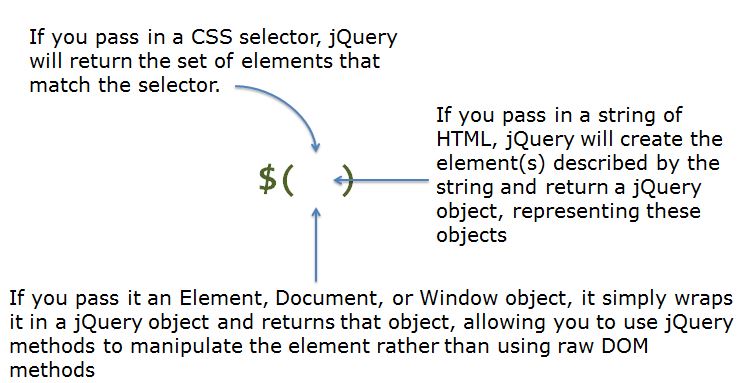 If you pass in a CSS selector, jQuery
will return the set of elements that
match the selector.
If you pass in a string of
HTML, jQuery will create the
element(s) described by the
string and return a jQuery
object, representing these
objects
$( )
If you pass it an Element, Document, or Window object, it simply wraps
it in a jQuery object and returns that object, allowing you to use jQuery
methods to manipulate the element rather than using raw DOM
methods